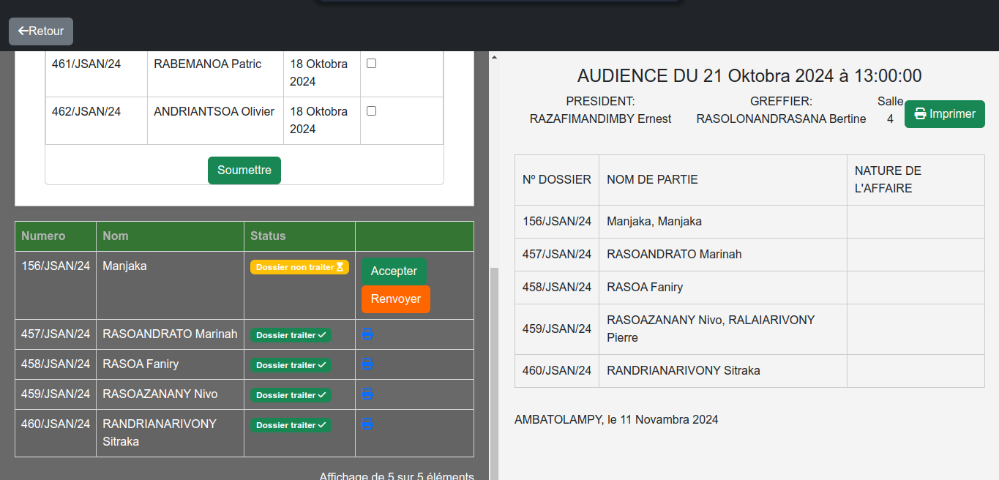 Retour
461/JSAN/24 RABEMANOA Patric 18 Oktobra
2024
462/JSAN/24 ANDRIANTSOA Olivier 18 Oktobra
2024
Soumettre
Numero Nom Status
156/JSAN/24 Manjaka Dossier non traiter Accepter
Renvoyer
457/JSAN/24 RASOANDRATO Marinah Dossier traiter
458/JSAN/24 RASOA Faniry Dossier traiter
459/JSAN/24 RASOAZANANY Nivo Dossier traiter
460/JSAN/24 RANDRIANARIVONY Dossier traiter
Sitraka
Affichage de 5 sur 5 éléments
AUDIENCE DU 21 Oktobra 2024 à 13:00:00
PRESIDENT: GREFFIER: Salle
RAZAFIMANDIMBY Ernest RASOLONANDRASANA Bertine 4
Imprimer
Nº DOSSIER NOM DE PARTIE NATURE DE
L'AFFAIRE
156/JSAN/24 Manjaka, Manjaka
457/JSAN/24 RASOANDRATO Marinah
458/JSAN/24 RASOA Faniry
459/JSAN/24 RASOAZANANY Nivo, RALAIARIVONY
Pierre
460/JSAN/24 RANDRIANARIVONY Sitraka
AMBATOLAMPY, le 11 Novambra 2024